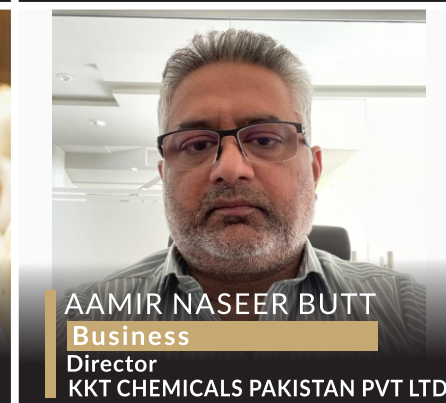 AAMIR NASEER BUTT
Business
Director
KKT CHEMICALS PAKISTAN PVT LTD